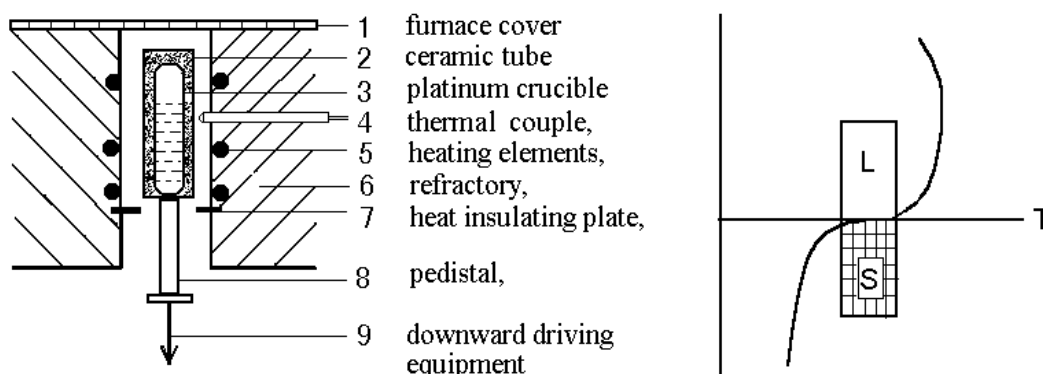 1 furnace cover
2 ceramic tube
3 platinum crucible
4 thermal couple,
5 heating elements,
6 refractory,
7 heat insulating plate,
8 pedistal,
9 downward driving
equipment
L
T
S